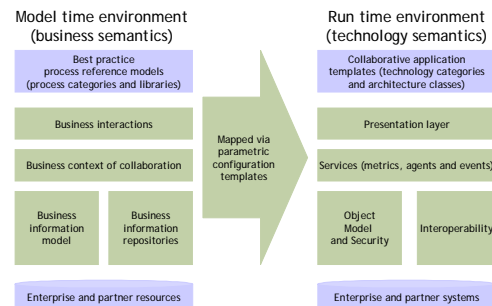 Model time environment
(business semantics)
Best practice
process reference models
(process categories and libraries)
Business interactions
Business context of collaboration
Business
information
model
Business
information
repositories
Enterprise and partner resources
Mapped via
parametric
configuration
templates
Run time environment
(technology semantics)
Collaborative application
templates (technology categories
and architecture classes)
Presentation layer
Services (metrics, agents and events)
Object
Model
and Security
Interoperability
Enterprise and partner systems